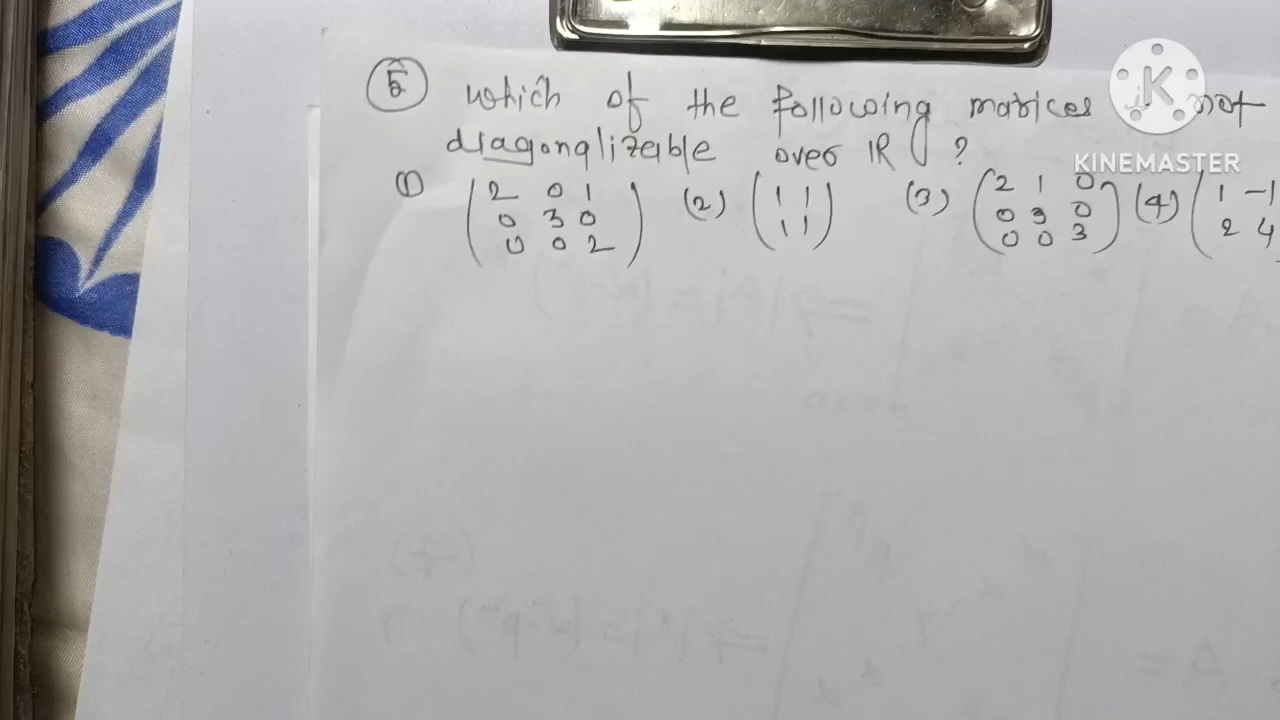 5 which of the following matrices not
diagonalizable over IR ?
(1) (2 0 1 (2) (1 1) (3) (2 1 0 (4) (1 -1
0 3 0 1 1 0 3 0 2 4
0 0 2) 0 0 3)
K
KINEMASTER